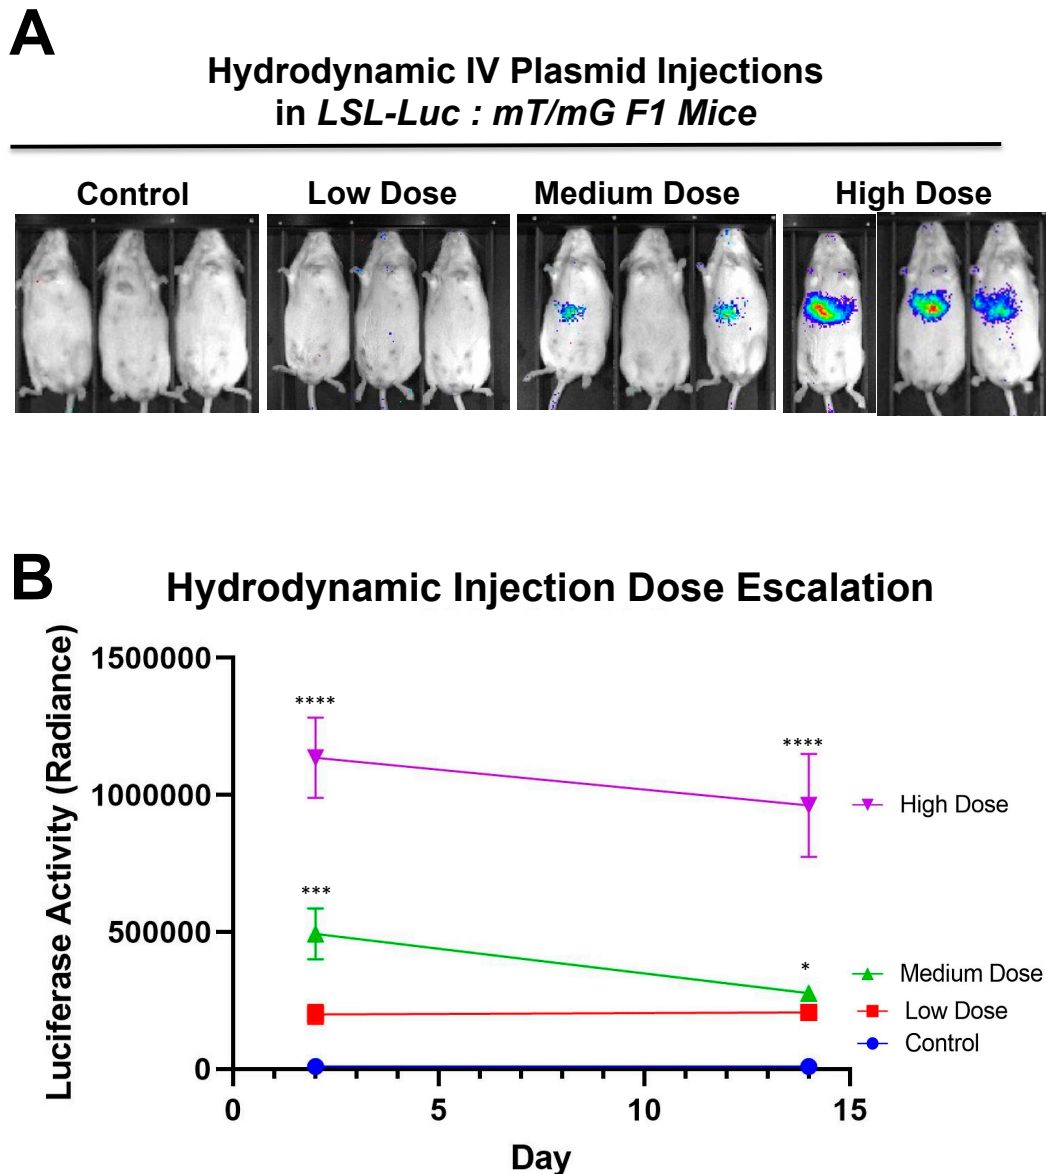 A
Hydrodynamic IV Plasmid Injections
in LSL-Luc : mT/mG F1 Mice
Control
Low Dose
Medium Dose
High Dose
B
Hydrodynamic Injection Dose Escalation
Luciferase Activity (Radiance)
1500000
1000000
500000
0
****
****
***
*
High Dose
Medium Dose
Low Dose
Control
0
5
10
15
Day